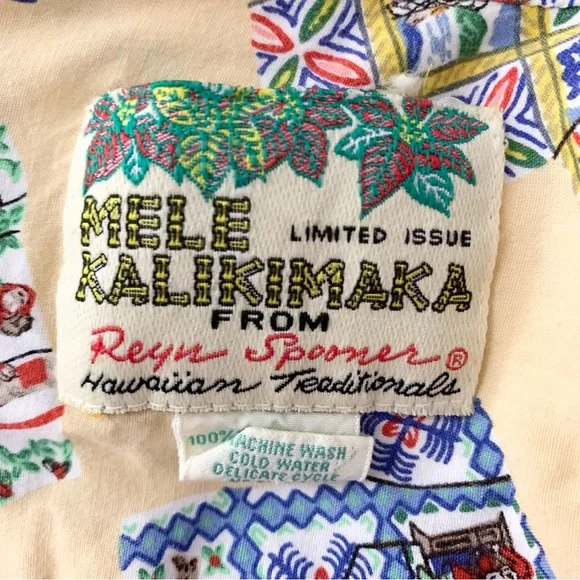 MELE
LIMITED ISSUE
KALIKIMAKA
FROM
Reyn Spooner®
Hawaiian Traditionals
100%
MACHINE WASH
COLD WATER
DELICATE CYCLE